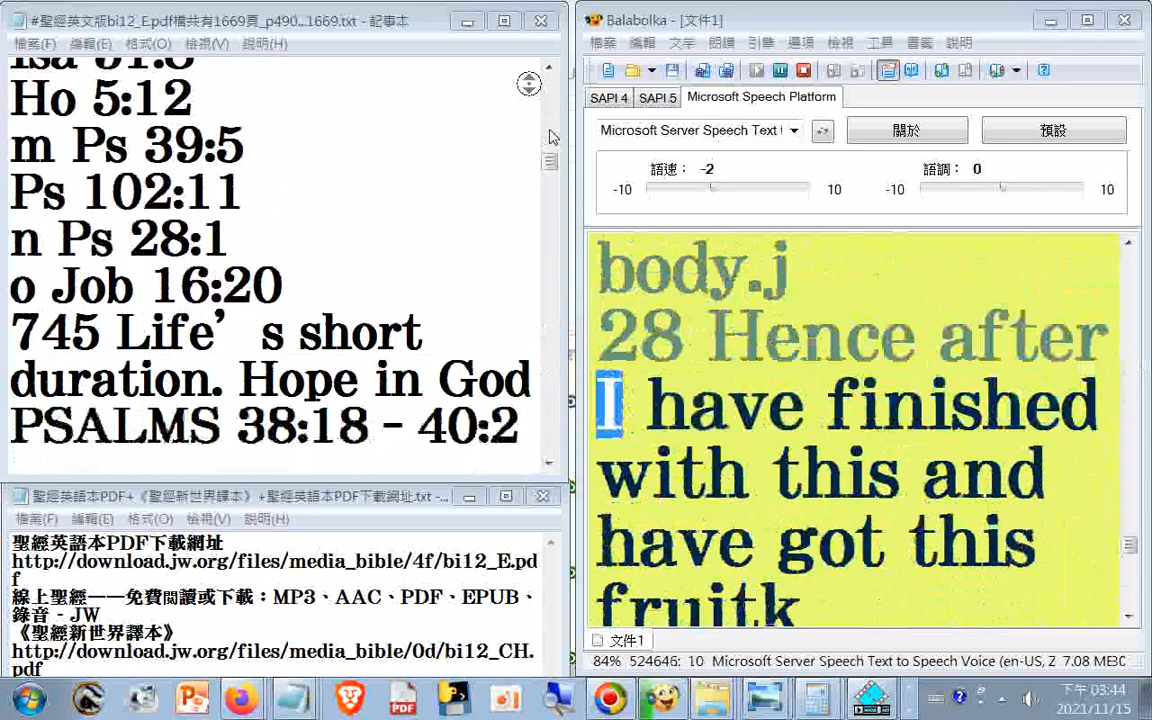 #聖經英文版bi12_E.pdf檔共有1669頁_p490...1669.txt - 記事本
檔案(F) 編輯(E) 格式(O) 檢視(V) 說明(H)
Isa 51:8
Ho 5:12
m Ps 39:5
Ps 102:11
n Ps 28:1
o Job 16:20
745 Life’s short
duration. Hope in God
PSALMS 38:18 - 40:2
聖經英語本PDF+《聖經新世界譯本》+聖經英語本PDF下載網址.txt -...
檔案(F) 編輯(E) 格式(O) 檢視(V) 說明(H)
聖經英語本PDF下載網址
http://download.jw.org/files/media_bible/4f/bi12_E.pd
f
線上聖經——免費閱讀或下載：MP3、AAC、PDF、EPUB、
錄音 - JW
《聖經新世界譯本》
http://download.jw.org/files/media_bible/0d/bi12_CH.
pdf
Balabolka - [文件1]
檔案 編輯 文字 朗讀 引擎 選項 檢視 工具 書籤 說明
SAPI 4 SAPI 5 Microsoft Speech Platform
Microsoft Server Speech Text 關於 預設
語速： -2 語調： 0
-10 10 -10 10
body.j
28 Hence after
I have finished
with this and
have got this
fruitk
文件1
84% 524646: 10 Microsoft Server Speech Text to Speech Voice (en-US, Z 7.08 MB
下午 03:44
2021/11/15